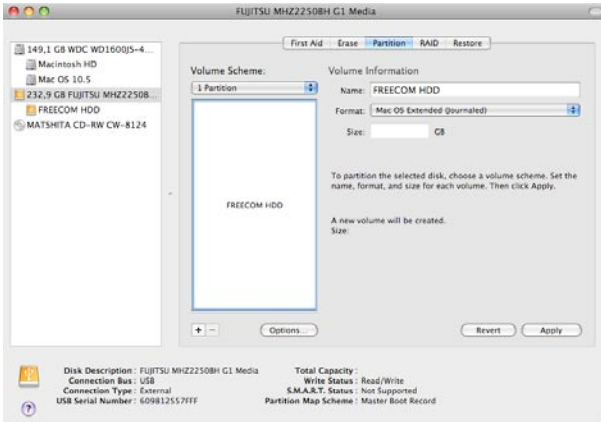 FUJITSU MHZ2250BH G1 Media
149,1 GB WDC WD1600JS-4...
Macintosh HD
Mac OS 10.5
232,9 GB FUJITSU MHZ2250B...
FREECOM HDD
MATSHITA CD-RW CW-8124
First Aid Erase Partition RAID Restore
Volume Scheme:
1 Partition
FREECOM HDD
+ - Options...
Volume Information
Name: FREECOM HDD
Format: Mac OS Extended (Journaled)
Size: GB
To partition the selected disk, choose a volume scheme. Set the
name, format, and size for each volume. Then click Apply.
A new volume will be created.
Size:
Revert Apply
Disk Description : FUJITSU MHZ2250BH G1 Media
Connection Bus : USB
Connection Type : External
USB Serial Number : 609812557FFF
Total Capacity :
Write Status : Read/Write
S.M.A.R.T. Status : Not Supported
Partition Map Scheme : Master Boot Record
?